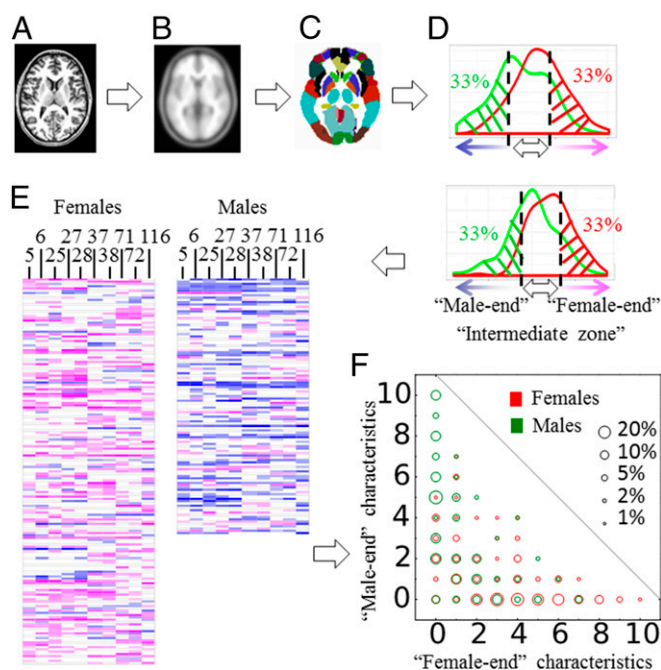 A
B
C
D
33%
33%
33%
33%
"Male-end" "Female-end"
"Intermediate zone"
E
Females
Males
6 27 37 71 116
5 25 28 38 72
6 27 37 71 116
5 25 28 38 72
F
Females
Males
20%
10%
5%
2%
1%
"Male-end" characteristics
10
8
6
4
2
0
0 2 4 6 8 10
"Female-end" characteristics